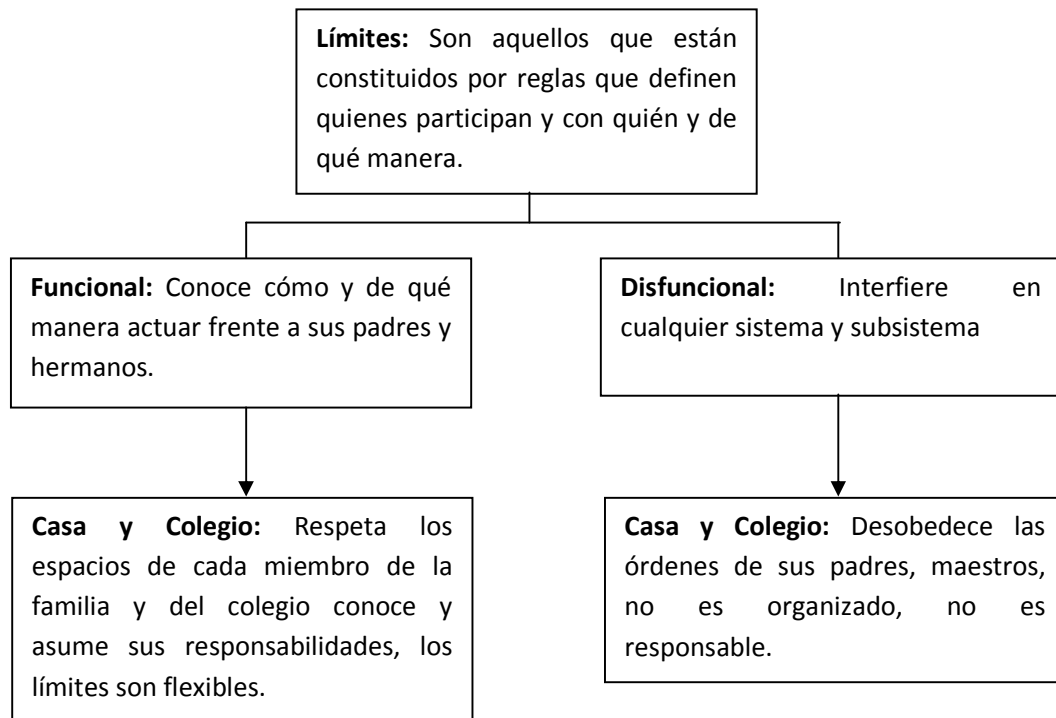 Límites: Son aquellos que están
constituidos por reglas que definen
quienes participan y con quién y de
qué manera.
Funcional: Conoce cómo y de qué
manera actuar frente a sus padres y
hermanos.
Disfuncional: Interfiere en
cualquier sistema y subsistema
Casa y Colegio: Respeta los
espacios de cada miembro de la
familia y del colegio conoce y
asume sus responsabilidades, los
límites son flexibles.
Casa y Colegio: Desobedece las
órdenes de sus padres, maestros,
no es organizado, no es
responsable.